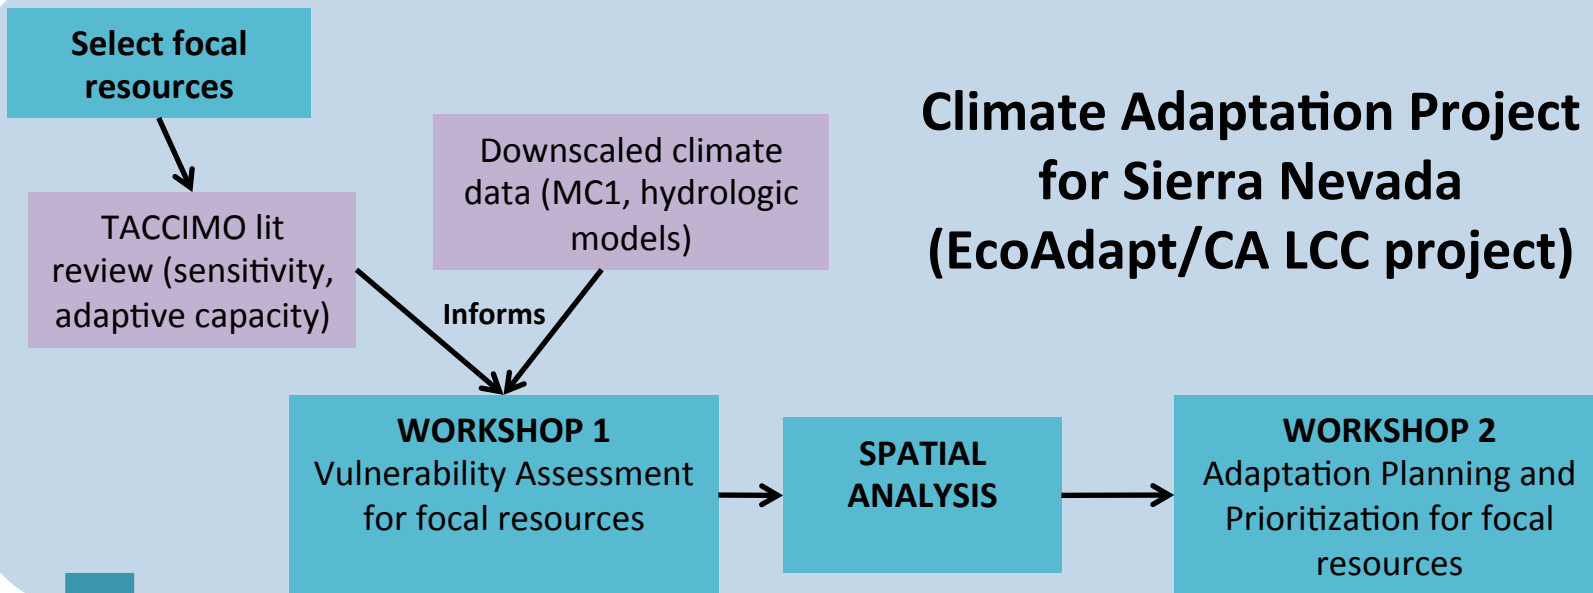 Select focal
resources
Climate Adaptation Project
for Sierra Nevada
(EcoAdapt/CA LCC project)
Downscaled climate
data (MC1, hydrologic
models)
TACCIMO lit
review (sensitivity,
adaptive capacity)
Informs
WORKSHOP 1
Vulnerability Assessment
for focal resources
SPATIAL
ANALYSIS
WORKSHOP 2
Adaptation Planning and
Prioritization for focal
resources